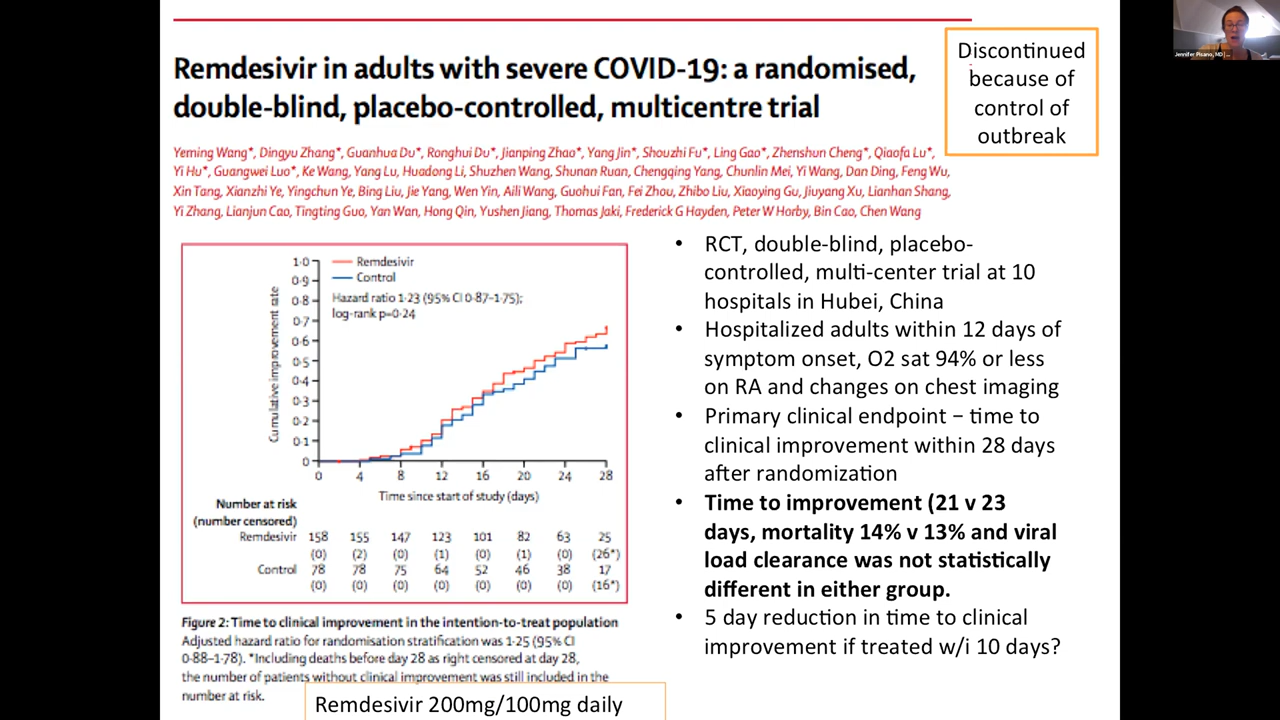 Jennifer Pisano, MD |
Discontinued
because of
control of
outbreak
Remdesivir in adults with severe COVID-19: a randomised,
double-blind, placebo-controlled, multicentre trial
Yeming Wang*, Dingyu Zhang*, Guanhua Du*, Ronghui Du*, Jianping Zhao*, Yang Jin*, Shouzhi Fu*, Ling Gao*, Zhenshun Cheng*, Qiaofa Lu*,
Yi Hu*, Guangwei Luo*, Ke Wang, Yang Lu, Huadong Li, Shuzhen Wang, Shunan Ruan, Chengqing Yang, Chunlin Mei, Yi Wang, Dan Ding, Feng Wu,
Xin Tang, Xianzhi Ye, Yingchun Ye, Bing Liu, Jie Yang, Wen Yin, Aili Wang, Guohui Fan, Fei Zhou, Zhibo Liu, Xiaoying Gu, Jiuyang Xu, Lianhan Shang,
Yi Zhang, Lianjun Cao, Tingting Guo, Yan Wan, Hong Qin, Yushen Jiang, Thomas Jaki, Frederick G Hayden, Peter W Horby, Bin Cao, Chen Wang
Remdesivir
Control
Hazard ratio 1·23 (95% CI 0·87–1·75);
log-rank p=0·24
Cumulative improvement rate
1·0
0·9
0·8
0·7
0·6
0·5
0·4
0·3
0·2
0·1
0
0 4 8 12 16 20 24 28
Time since start of study (days)
Number at risk
(number censored)
Remdesivir 158 155 147 123 101 82 63 25
(0) (2) (0) (1) (0) (1) (0) (26*)
Control 78 78 75 64 52 46 38 17
(0) (0) (0) (0) (0) (0) (0) (16*)
Figure 2: Time to clinical improvement in the intention-to-treat population
Adjusted hazard ratio for randomisation stratification was 1·25 (95% CI
0·88–1·78). *Including deaths before day 28 as right censored at day 28,
the number of patients without clinical improvement was still included in the
number at risk.
Remdesivir 200mg/100mg daily
• RCT, double-blind, placebo-
controlled, multi-center trial at 10
hospitals in Hubei, China
• Hospitalized adults within 12 days of
symptom onset, O2 sat 94% or less
on RA and changes on chest imaging
• Primary clinical endpoint – time to
clinical improvement within 28 days
after randomization
• Time to improvement (21 v 23
days, mortality 14% v 13% and viral
load clearance was not statistically
different in either group.
• 5 day reduction in time to clinical
improvement if treated w/i 10 days?